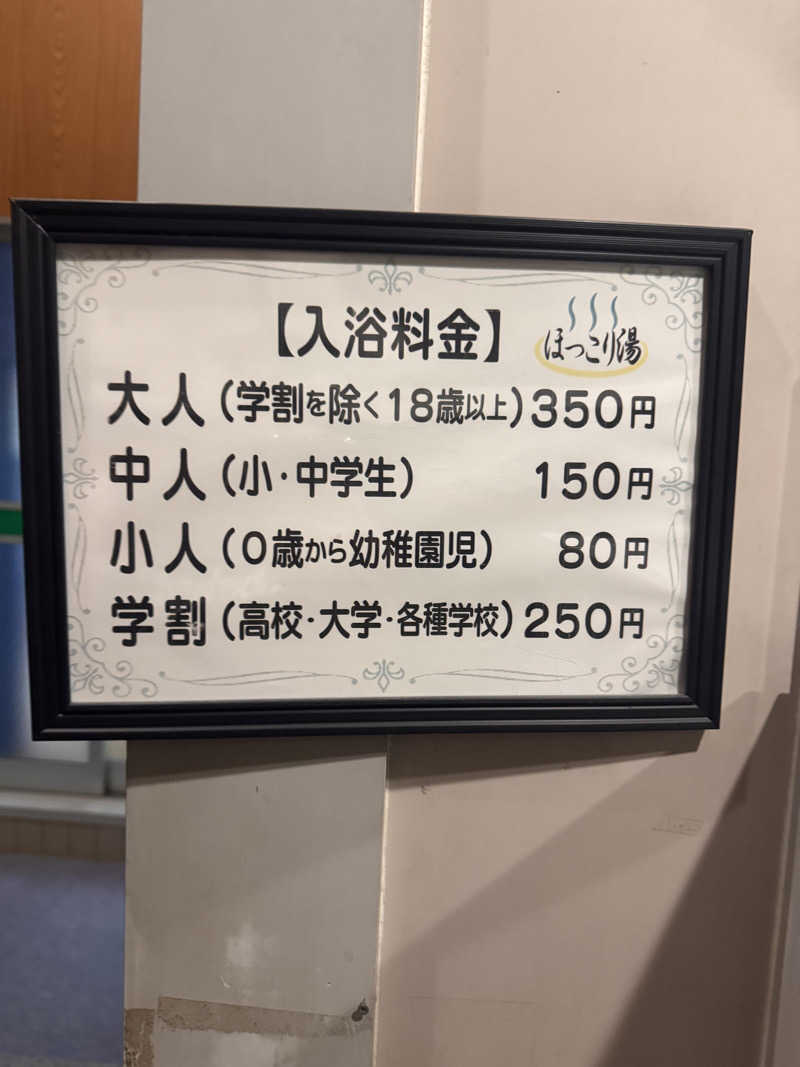 【入浴料金】
ほっこり湯
大人(学割を除く18歳以上)350円
中人(小・中学生) 150円
小人(0歳から幼稚園児) 80円
学割(高校・大学・各種学校)250円